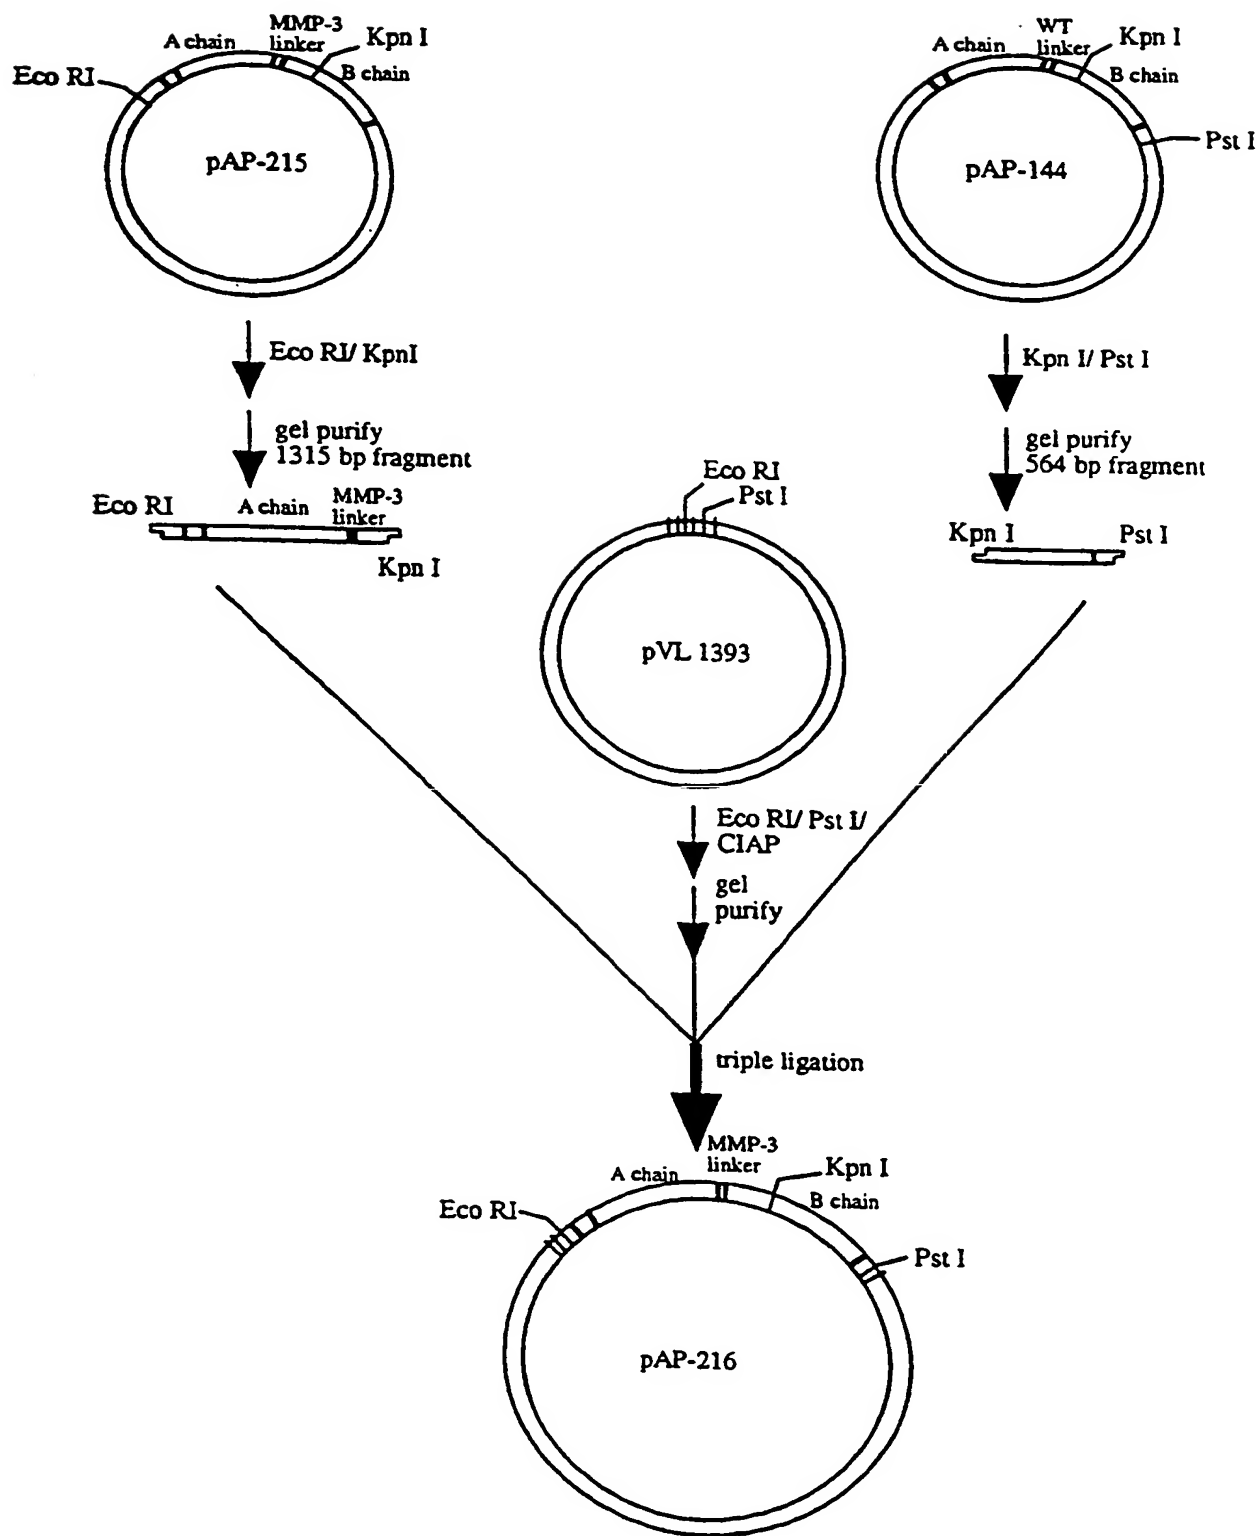 A chain
MMP-3
linker
Kpn I
B chain
Eco RI
pAP-215
A chain
WT
linker
Kpn I
B chain
Pst I
pAP-144
Eco RI/ KpnI
gel purify
1315 bp fragment
Kpn I/ Pst I
gel purify
564 bp fragment
Eco RI
A chain
MMP-3
linker
Kpn I
Eco RI
Pst I
Kpn I
Pst I
pVL 1393
Eco RI/ Pst I/
CIAP
gel
purify
triple ligation
A chain
MMP-3
linker
Kpn I
B chain
Eco RI
Pst I
pAP-216